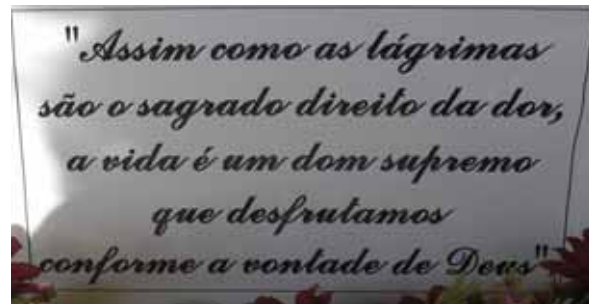 "Assim como as lágrimas
são o sagrado direito da dor,
a vida é um dom supremo
que desfrutamos
conforme a vontade de Deus"